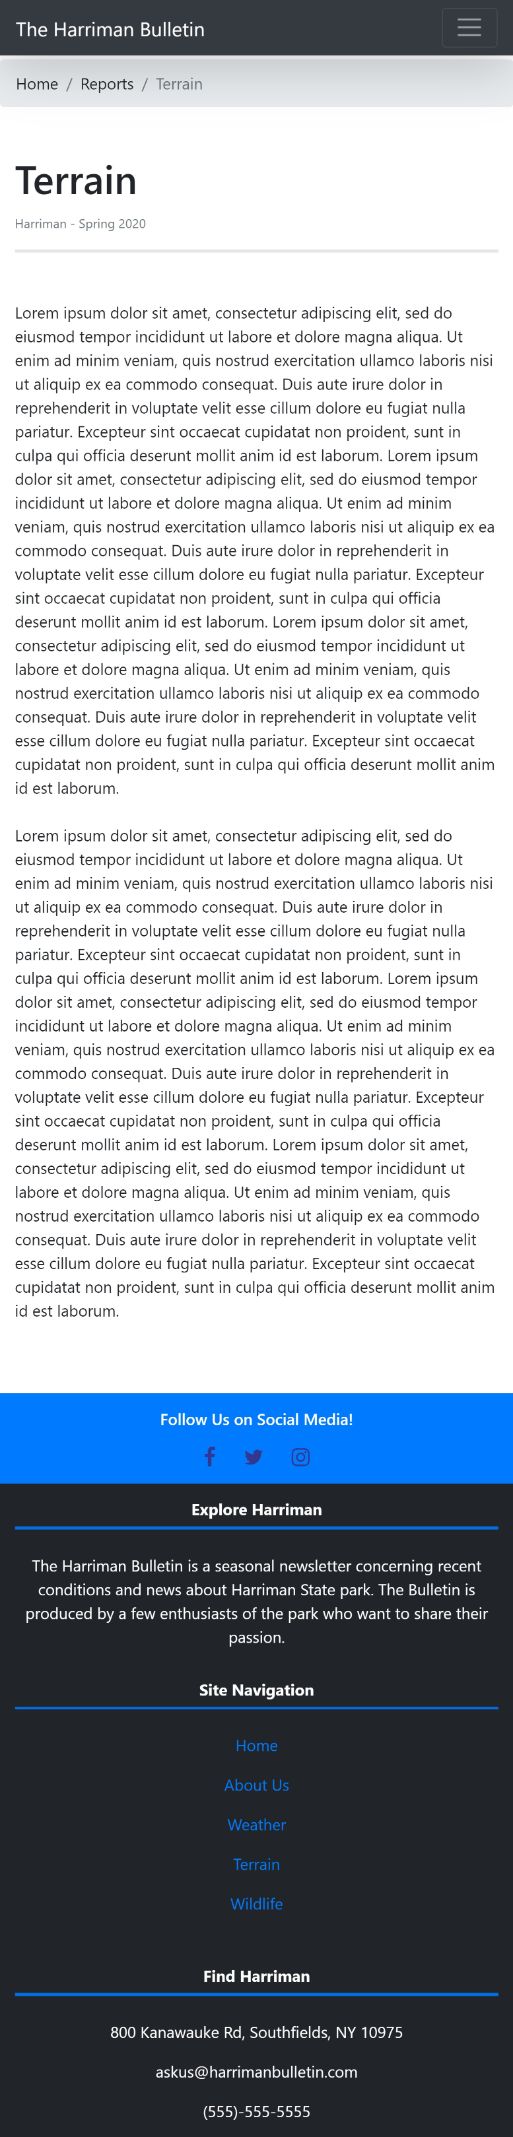 The Harriman Bulletin
Home / Reports / Terrain
Terrain
Harriman - Spring 2020
Lorem ipsum dolor sit amet, consectetur adipiscing elit, sed do
eiusmod tempor incididunt ut labore et dolore magna aliqua. Ut
enim ad minim veniam, quis nostrud exercitation ullamco laboris nisi
ut aliquip ex ea commodo consequat. Duis aute irure dolor in
reprehenderit in voluptate velit esse cillum dolore eu fugiat nulla
pariatur. Excepteur sint occaecat cupidatat non proident, sunt in
culpa qui officia deserunt mollit anim id est laborum. Lorem ipsum
dolor sit amet, consectetur adipiscing elit, sed do eiusmod tempor
incididunt ut labore et dolore magna aliqua. Ut enim ad minim
veniam, quis nostrud exercitation ullamco laboris nisi ut aliquip ex ea
commodo consequat. Duis aute irure dolor in reprehenderit in
voluptate velit esse cillum dolore eu fugiat nulla pariatur. Excepteur
sint occaecat cupidatat non proident, sunt in culpa qui officia
deserunt mollit anim id est laborum. Lorem ipsum dolor sit amet,
consectetur adipiscing elit, sed do eiusmod tempor incididunt ut
labore et dolore magna aliqua. Ut enim ad minim veniam, quis
nostrud exercitation ullamco laboris nisi ut aliquip ex ea commodo
consequat. Duis aute irure dolor in reprehenderit in voluptate velit
esse cillum dolore eu fugiat nulla pariatur. Excepteur sint occaecat
cupidatat non proident, sunt in culpa qui officia deserunt mollit anim
id est laborum.
Lorem ipsum dolor sit amet, consectetur adipiscing elit, sed do
eiusmod tempor incididunt ut labore et dolore magna aliqua. Ut
enim ad minim veniam, quis nostrud exercitation ullamco laboris nisi
ut aliquip ex ea commodo consequat. Duis aute irure dolor in
reprehenderit in voluptate velit esse cillum dolore eu fugiat nulla
pariatur. Excepteur sint occaecat cupidatat non proident, sunt in
culpa qui officia deserunt mollit anim id est laborum. Lorem ipsum
dolor sit amet, consectetur adipiscing elit, sed do eiusmod tempor
incididunt ut labore et dolore magna aliqua. Ut enim ad minim
veniam, quis nostrud exercitation ullamco laboris nisi ut aliquip ex ea
commodo consequat. Duis aute irure dolor in reprehenderit in
voluptate velit esse cillum dolore eu fugiat nulla pariatur. Excepteur
sint occaecat cupidatat non proident, sunt in culpa qui officia
deserunt mollit anim id est laborum. Lorem ipsum dolor sit amet,
consectetur adipiscing elit, sed do eiusmod tempor incididunt ut
labore et dolore magna aliqua. Ut enim ad minim veniam, quis
nostrud exercitation ullamco laboris nisi ut aliquip ex ea commodo
consequat. Duis aute irure dolor in reprehenderit in voluptate velit
esse cillum dolore eu fugiat nulla pariatur. Excepteur sint occaecat
cupidatat non proident, sunt in culpa qui officia deserunt mollit anim
id est laborum.
Follow Us on Social Media!
Explore Harriman
The Harriman Bulletin is a seasonal newsletter concerning recent
conditions and news about Harriman State park. The Bulletin is
produced by a few enthusiasts of the park who want to share their
passion.
Site Navigation
Home
About Us
Weather
Terrain
Wildlife
Find Harriman
800 Kanawauke Rd, Southfields, NY 10975
askus@harrimanbulletin.com
(555)-555-5555